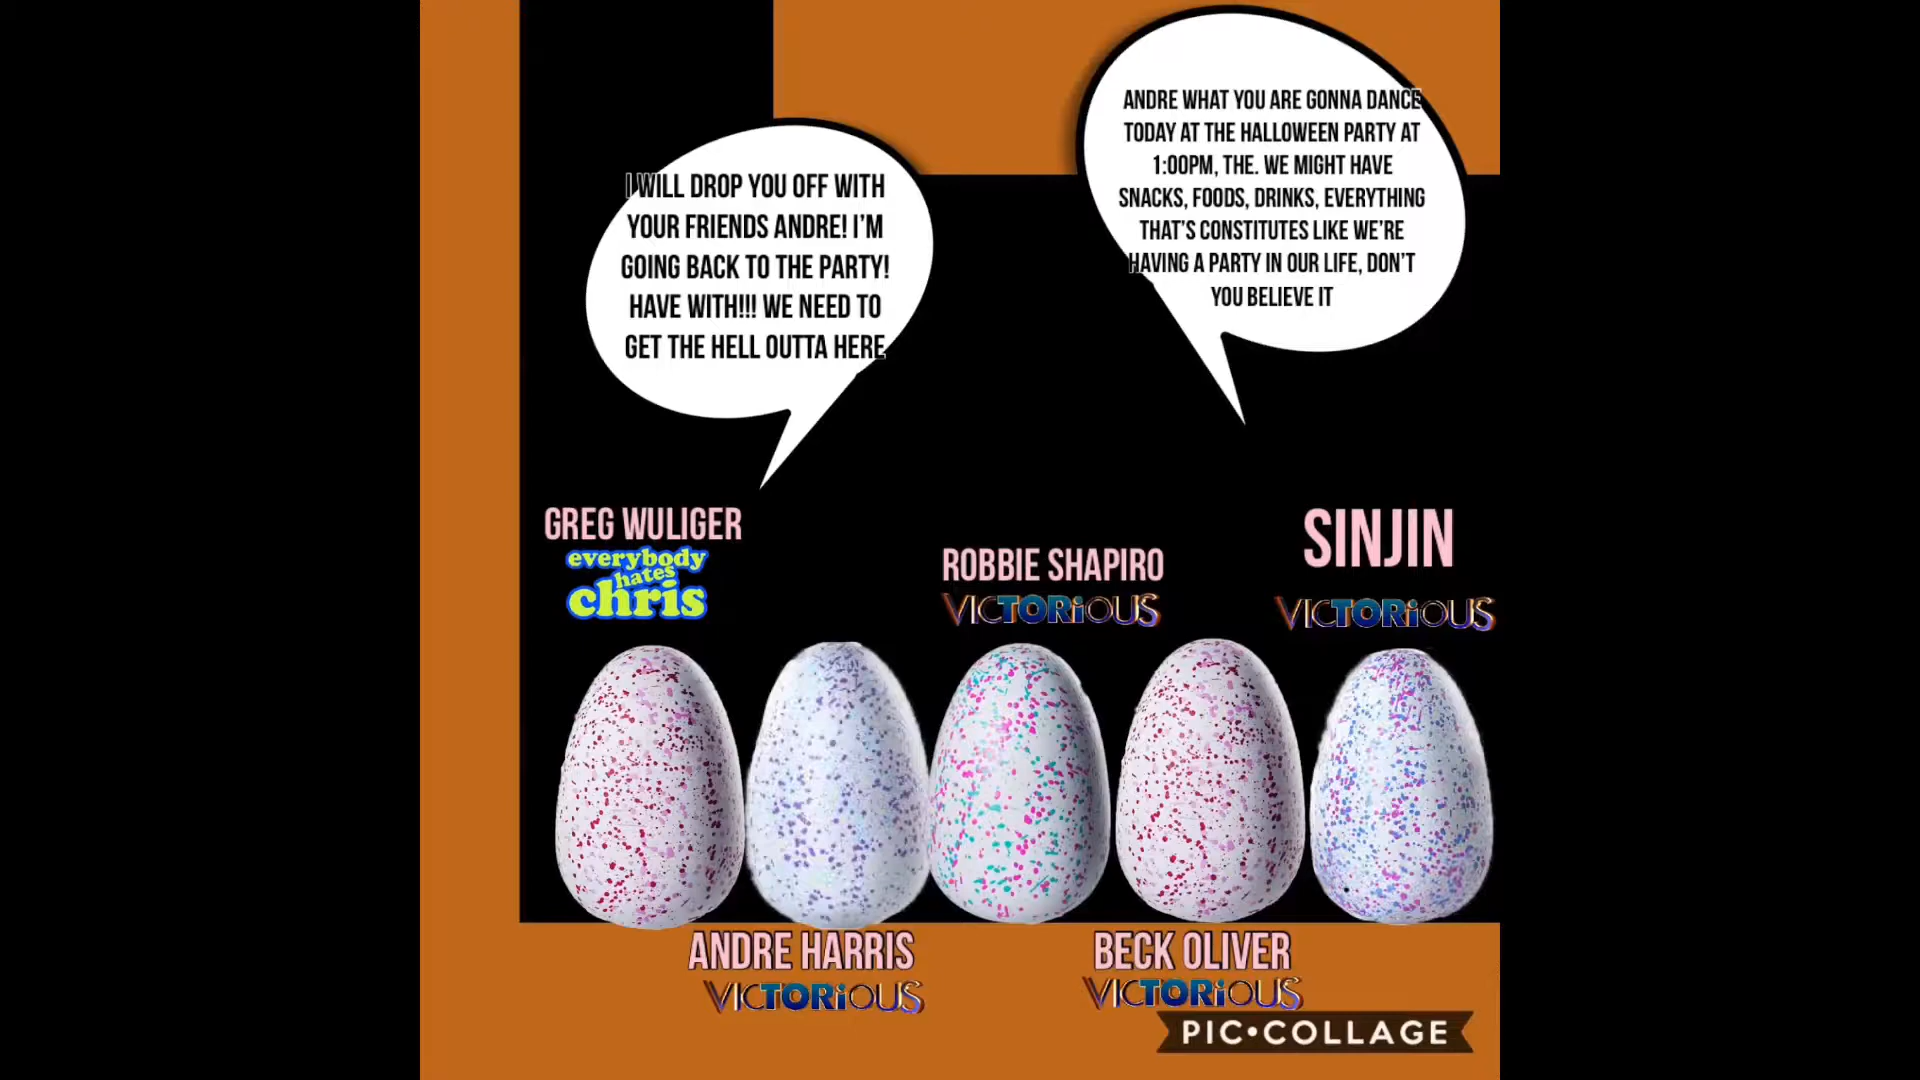 I WILL DROP YOU OFF WITH
YOUR FRIENDS ANDRE! I'M
GOING BACK TO THE PARTY!
HAVE WITH!!! WE NEED TO
GET THE HELL OUTTA HERE
ANDRE WHAT YOU ARE GONNA DANCE
TODAY AT THE HALLOWEEN PARTY AT
1:00PM, THE. WE MIGHT HAVE
SNACKS, FOODS, DRINKS, EVERYTHING
THAT'S CONSTITUTES LIKE WE'RE
HAVING A PARTY IN OUR LIFE, DON'T
YOU BELIEVE IT
GREG WULIGER
everybody
hates
chris
ROBBIE SHAPIRO
VICTORiOUS
SINJIN
VICTORiOUS
ANDRE HARRIS
VICTORiOUS
BECK OLIVER
VICTORiOUS
PIC•COLLAGE